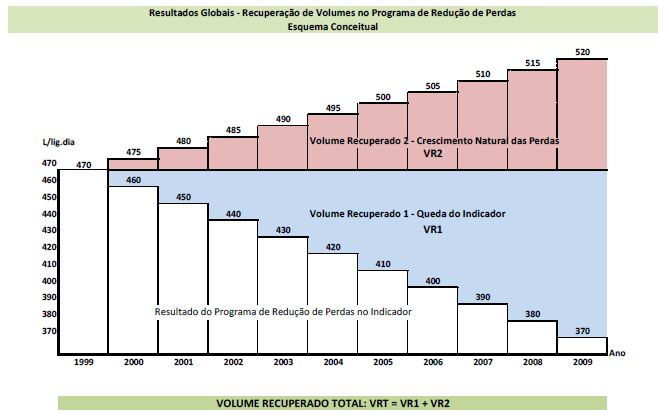 Resultados Globais - Recuperação de Volumes no Programa de Redução de Perdas
Esquema Conceitual
520
515
510
505
500
495
490
485
480
475
L/lig.dia
Volume Recuperado 2 - Crescimento Natural das Perdas
VR2
470 470
460 460
450 450
440 440
Volume Recuperado 1 - Queda do Indicador
VR1
430 430
420 420
410 410
400 400
390 390
380 380
370 370
Resultado do Programa de Redução de Perdas no Indicador
Ano
1999 2000 2001 2002 2003 2004 2005 2006 2007 2008 2009
VOLUME RECUPERADO TOTAL: VRT = VR1 + VR2